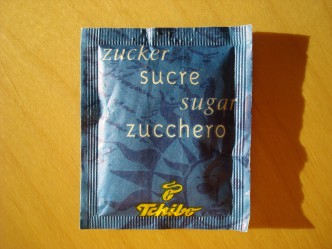 zucker
sucre
sugar
zucchero
Tchibo